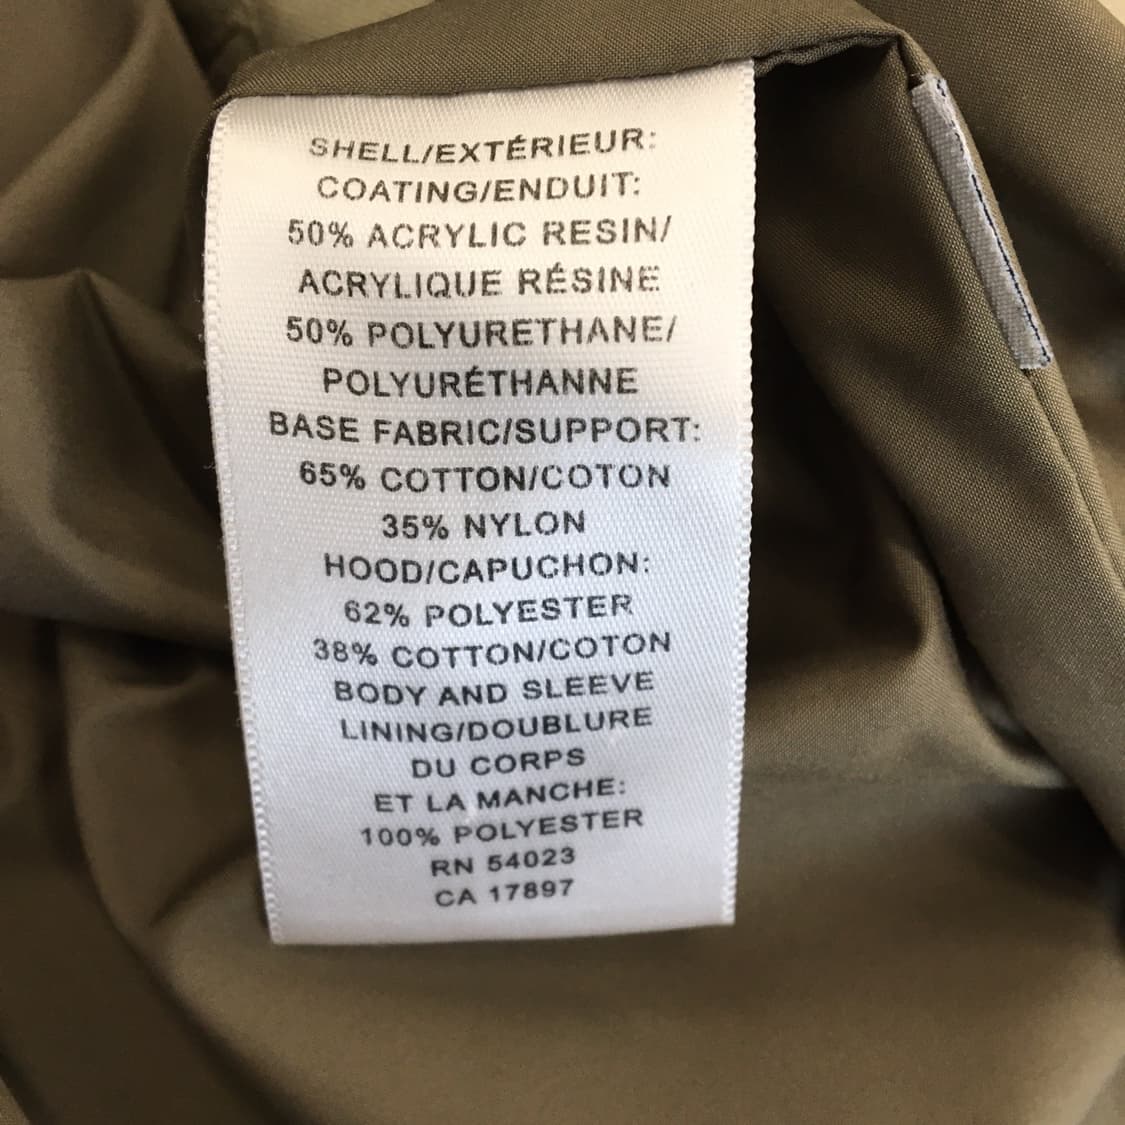 SHELL/EXTÉRIEUR:
COATING/ENDUIT:
50% ACRYLIC RESIN/
ACRYLIQUE RÉSINE
50% POLYURETHANE/
POLYURÉTHANNE
BASE FABRIC/SUPPORT:
65% COTTON/COTON
35% NYLON
HOOD/CAPUCHON:
62% POLYESTER
38% COTTON/COTON
BODY AND SLEEVE
LINING/DOUBLURE
DU CORPS
ET LA MANCHE:
100% POLYESTER
RN 54023
CA 17897